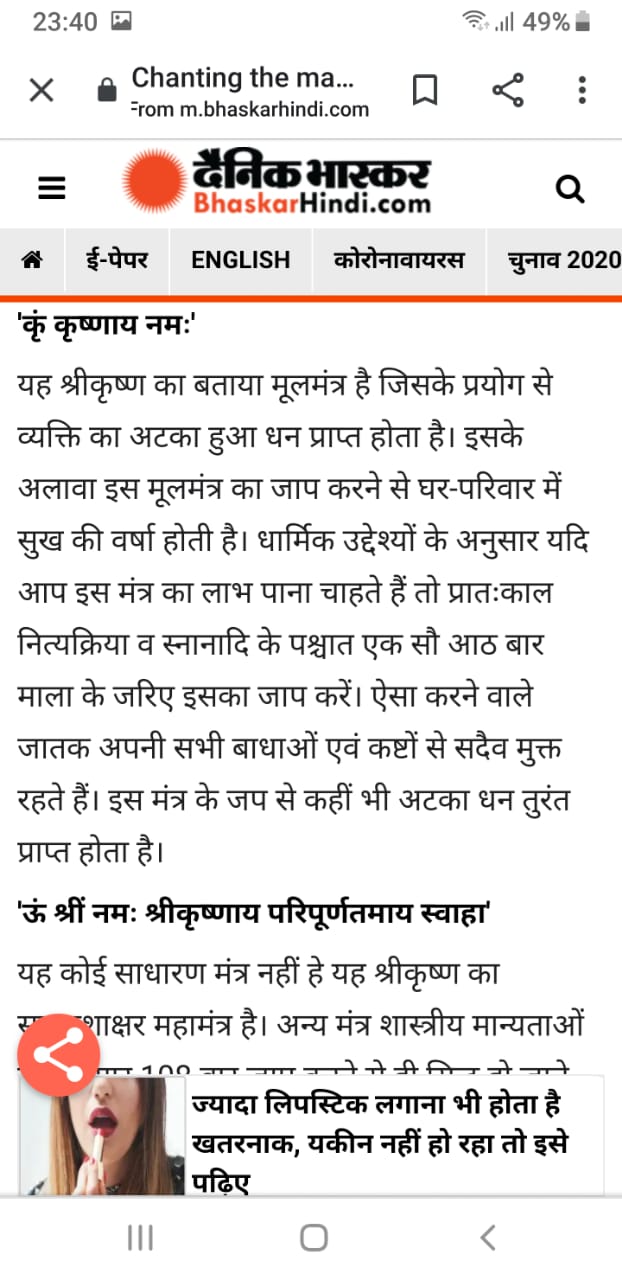 23:40
49%
Chanting the ma...
From m.bhaskarhindi.com
दैनिक भास्कर
BhaskarHindi.com
ई-पेपर ENGLISH कोरोनावायरस चुनाव 2020
'कृं कृष्णाय नमः'
यह श्रीकृष्ण का बताया मूलमंत्र है जिसके प्रयोग से
व्यक्ति का अटका हुआ धन प्राप्त होता है। इसके
अलावा इस मूलमंत्र का जाप करने से घर-परिवार में
सुख की वर्षा होती है। धार्मिक उद्देश्यों के अनुसार यदि
आप इस मंत्र का लाभ पाना चाहते हैं तो प्रातःकाल
नित्यक्रिया व स्नानादि के पश्चात एक सौ आठ बार
माला के जरिए इसका जाप करें। ऐसा करने वाले
जातक अपनी सभी बाधाओं एवं कष्टों से सदैव मुक्त
रहते हैं। इस मंत्र के जप से कहीं भी अटका धन तुरंत
प्राप्त होता है।
'ऊं श्रीं नमः श्रीकृष्णाय परिपूर्णतमाय स्वाहा'
यह कोई साधारण मंत्र नहीं हे यह श्रीकृष्ण का
महामंत्र है। अन्य मंत्र शास्त्रीय मान्यताओं
108
ज्यादा लिपस्टिक लगाना भी होता है
खतरनाक, यकीन नहीं हो रहा तो इसे
पढ़िए